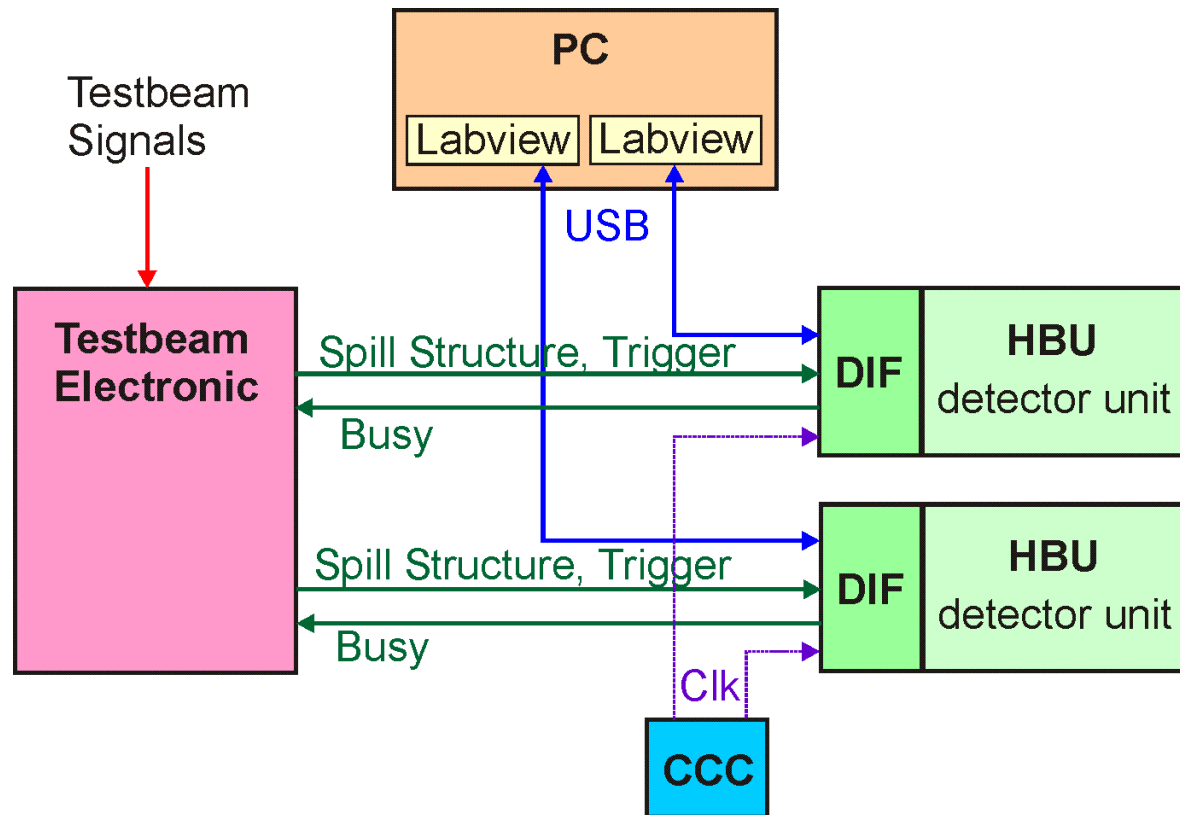 PC
Testbeam
Signals
Labview
Labview
USB
Testbeam
Electronic
Spill Structure, Trigger
Busy
DIF
HBU
detector unit
Spill Structure, Trigger
Busy
DIF
HBU
detector unit
Clk
CCC